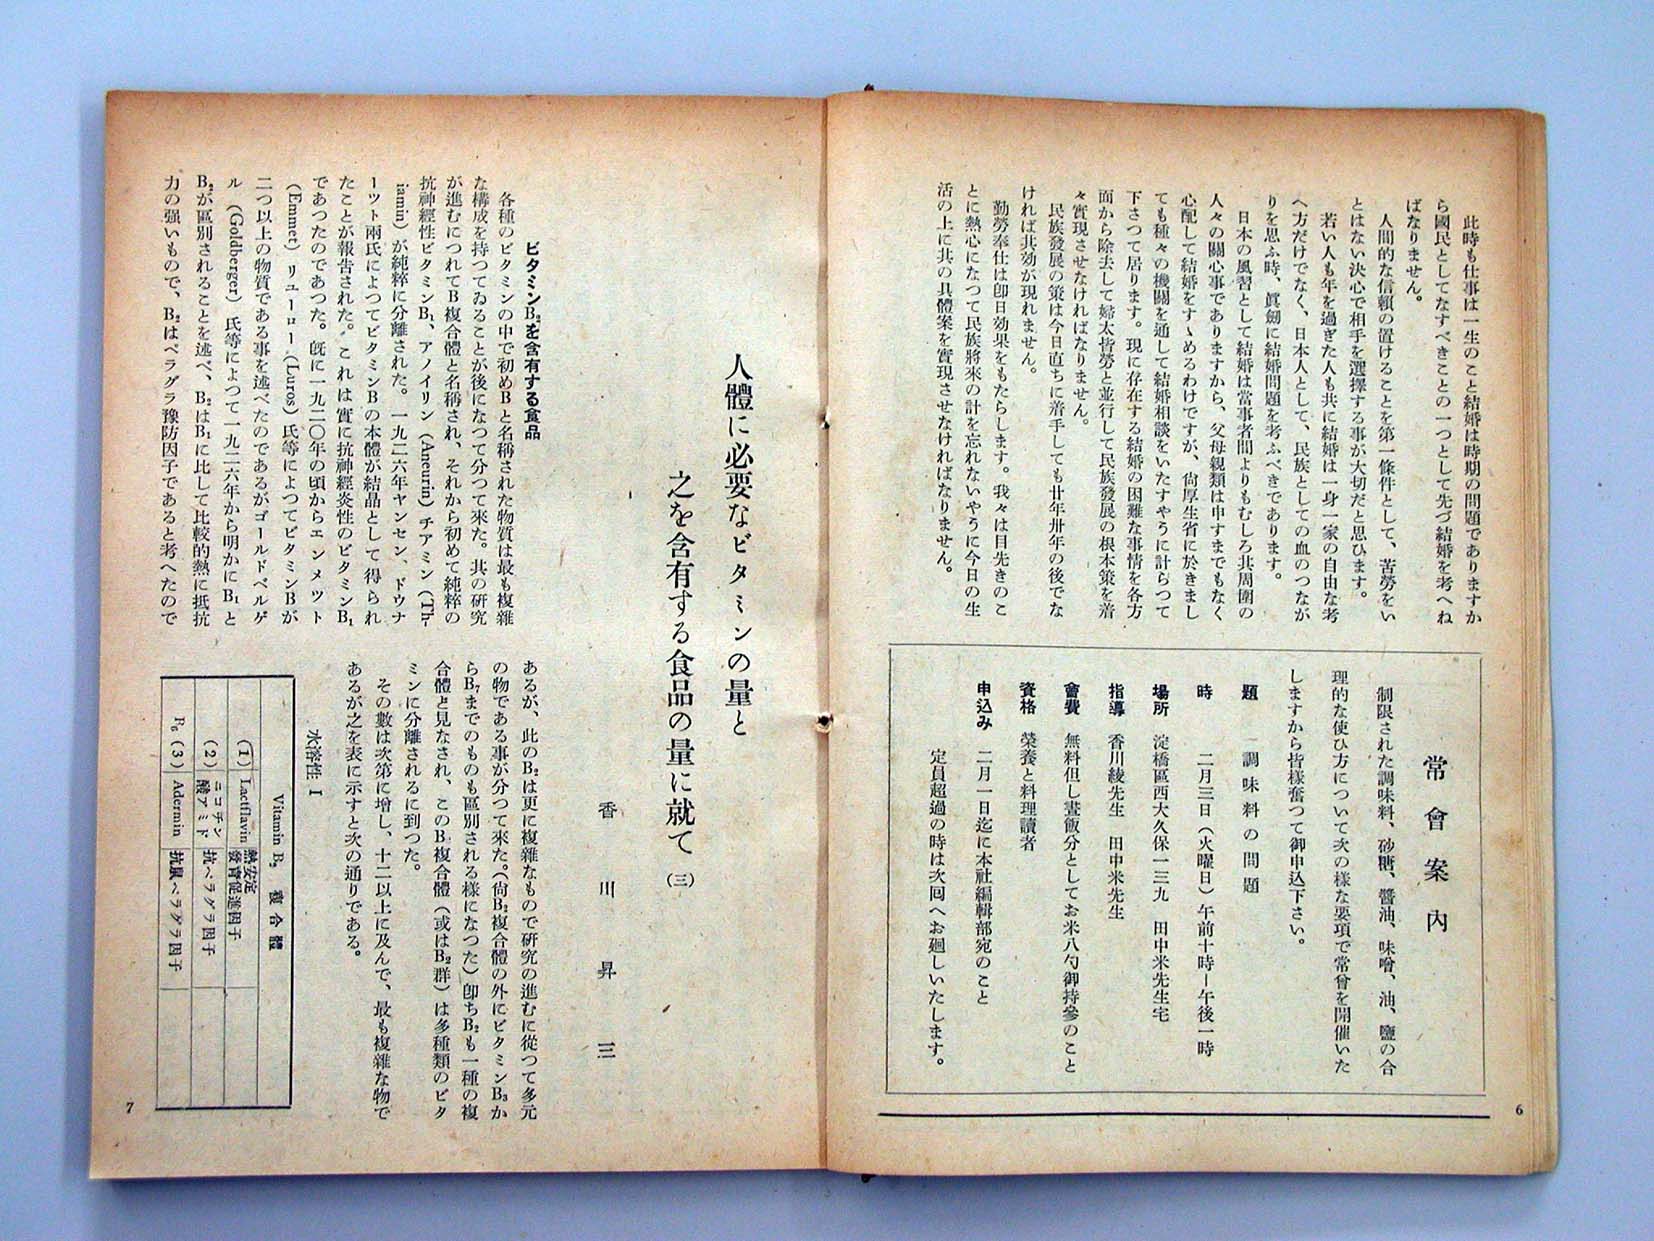 此時も仕事は一生のこと結婚は時期の問題でありますか
ら國民としてなすべきことの一つとして先づ結婚を考へね
ばなりません。
人間的な信賴の置けることを第一條件として、苦勞をい
とはない決心で相手を選擇する事が大切だと思ひます。
若い人も年を過ぎた人も共に結婚は一身一家の自由な考
へ方だけでなく、日本人として、民族としての血のつなが
りを思ふ時、眞劍に結婚問題を考ふべきであります。
日本の風習として結婚は當事者間よりもむしろ共周圍の
人々の關心事でありますから、父母親類は申すまでもなく
心配して結婚をすゝめるわけですが、尙厚生省に於きまし
ても種々の機關を通して結婚相談をいたすやうに計らつて
下さつて居ります。現に存在する結婚の困難な事情を各方
面から除去して婦太皆勞と並行して民族發展の根本策を着
々實現させなければなりません。
民族發展の策は今日直ちに着手しても廿年卅年の後でな
ければ共効が現れません。
勤勞奉仕は卽日効果をもたらします。我々は目先きのこ
とに熱心になつて民族將來の計を忘れないやうに今日の生
活の上に共の具體案を實現させなければなりません。
常會案內
制限された調味料、砂糖、醬油、味噌、油、鹽の合
理的な使ひ方について次の樣な要項で常會を開催いた
しますから皆樣奮つて御申込下さい。
題 調味料の問題
時 二月三日(火曜日)午前十時ー午後一時
場所 淀橋區西大久保一三九 田中米先生宅
指導 香川綾先生 田中米先生
會費 無料但し晝飯分としてお米八勺御持參のこと
資格 榮養と料理讀者
申込み 二月一日迄に本社編輯部宛のこと
定員超過の時は次囘へお廻しいたします。
6
人體に必要なビタミンの量と
之を含有する食品の量に就て(三)
香川昇三
ビタミンB₂を含有する食品
各種のビタミンの中で初めBと名稱された物質は最も複雜
な構成を持つてゐることが後になつて分つて來た。其の研究
が進むにつれてB複合體と名稱され、それから初めて純粹の
抗神經性ビタミンB₁、アノイリン(Aneurin)チアミン(Th-
iamin)が純粹に分離された。一九二六年ヤンセン、ドウナ
ーツト兩氏によつてビタミンBの本體が結晶として得られ
たことが報告された。これは實に抗神經炎性のビタミンB₁
であつたのであつた。旣に一九二〇年の頃からエンメツト
(Emmer)リユーロー(Luros)氏等によつてビタミンBが
二つ以上の物質である事を述べたのであるがゴールドベルゲ
ル(Goldberger)氏等によつて一九二六年から明かにB₁と
B₂が區別されることを述べ、B₂はB₁に比して比較的熱に抵抗
力の强いもので、B₂はペラグラ豫防因子であると考へたので
あるが、此のB₂は更に複雜なもので硏究の進むに從つて多元
の物である事が分つて來た。(尙B₂複合體の外にビタミンB₃か
らB₇までのものも區別される樣になつた)卽ちB₂も一種の複
合體と見なされ、このB複合體(或はB₂群)は多種類のビタ
ミンに分離されるに到つた。
その數は次第に增し、十二以上に及んで、最も複雜な物で
あるが之を表に示すと次の通りである。
水溶性 I
Vitamin B₂ 複合體
(1) Lactflavin 熱安定 發育促進因子
(2) ニコチン酸アミド 抗ペラグラ因子
B₆ (3) Adermin 抗鼠ペラグラ因子
7